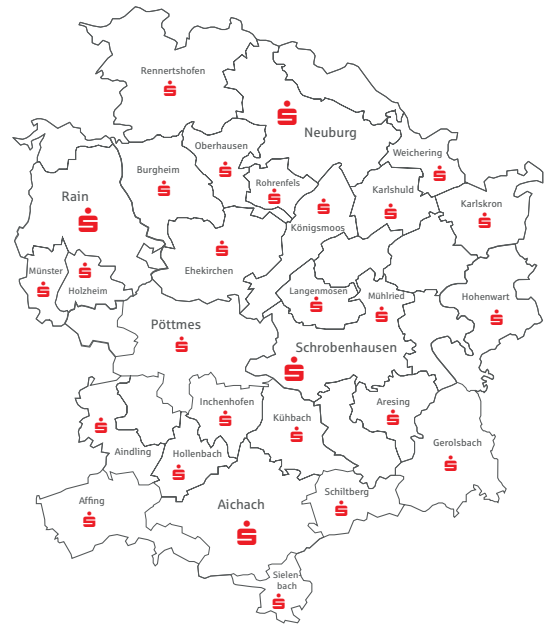 Rennertshofen
Neuburg
Oberhausen
Weichering
Burgheim
Rohrenfels
Karlshuld
Rain
Karlskron
Königsmoos
Münster
Ehekirchen
Holzheim
Langenmosen
Mühlried
Hohenwart
Pöttmes
Schrobenhausen
Inchenhofen
Aresing
Kühbach
Gerolsbach
Aindling
Hollenbach
Schiltberg
Affing
Aichach
Sielen-
bach